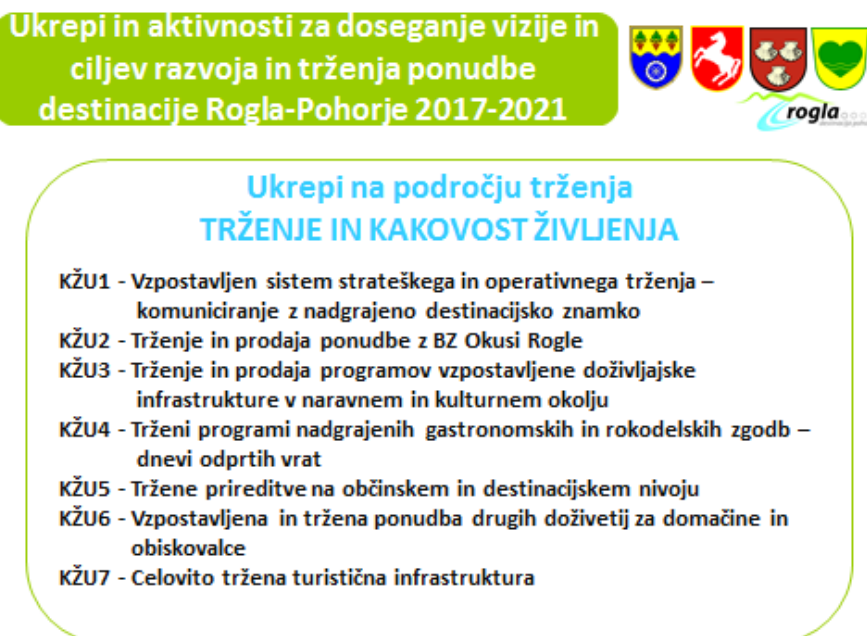 Ukrepi in aktivnosti za doseganje vizije in
ciljev razvoja in trženja ponudbe
destinacije Rogla-Pohorje 2017-2021
rogla
Ukrepi na področju trženja
TRŽENJE IN KAKOVOST ŽIVLJENJA
KŽU1 - Vzpostavljen sistem strateškega in operativnega trženja –
komuniciranje z nadgrajeno destinacijsko znamko
KŽU2 - Trženje in prodaja ponudbe z BZ Okusi Rogle
KŽU3 - Trženje in prodaja programov vzpostavljene doživljajske
infrastrukture v naravnem in kulturnem okolju
KŽU4 - Trženi programi nadgrajenih gastronomskih in rokodelskih zgodb –
dnevi odprtih vrat
KŽU5 - Tržene prireditve na občinskem in destinacijskem nivoju
KŽU6 - Vzpostavljena in tržena ponudba drugih doživetij za domačine in
obiskovalce
KŽU7 - Celovito tržena turistična infrastruktura